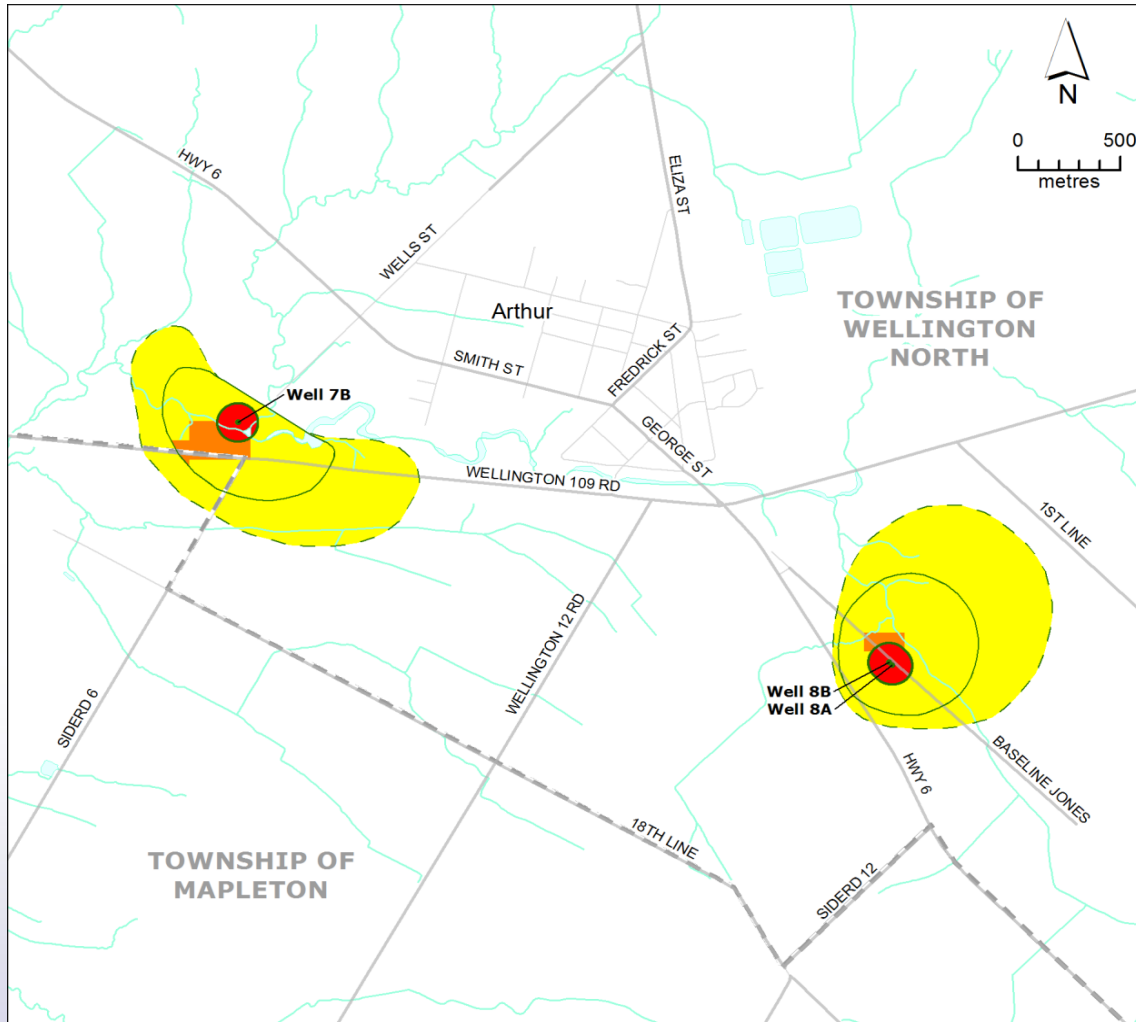 N
0 500
metres
HWY 6
ELIZA ST
WELLS ST
Arthur
TOWNSHIP OF
WELLINGTON
NORTH
FREDRICK ST
SMITH ST
Well 7B
GEORGE ST
WELLINGTON 109 RD
1ST LINE
WELLINGTON 12 RD
SIDERD 6
Well 8B
Well 8A
BASELINE JONES
HWY 6
18TH LINE
TOWNSHIP OF
MAPLETON
SIDERD 12